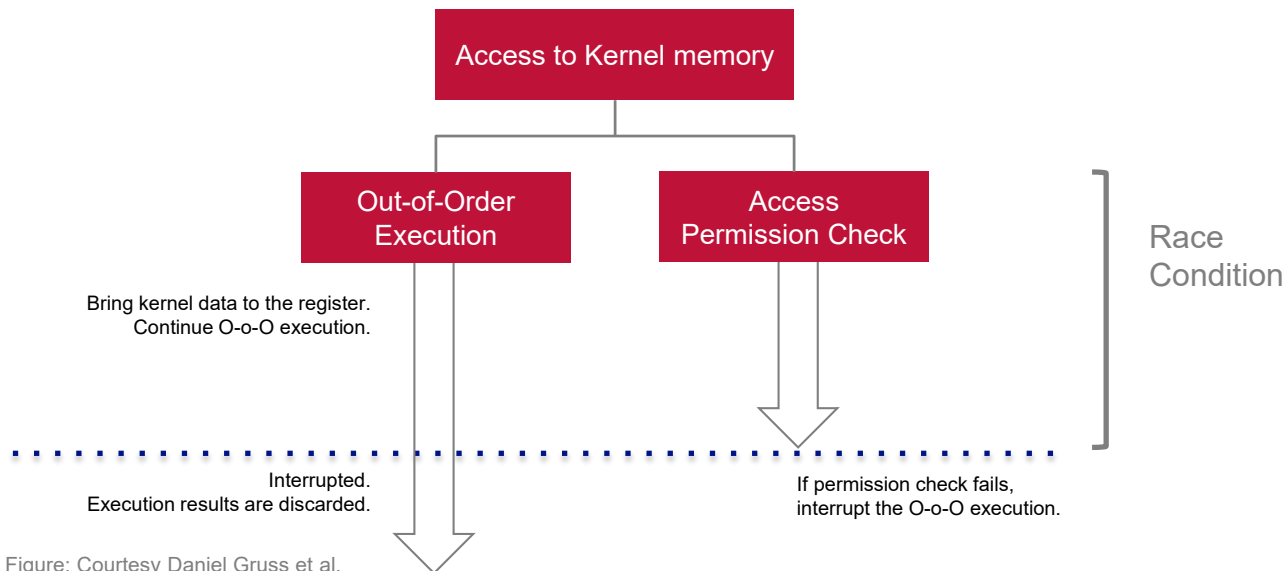 Access to Kernel memory
Out-of-Order
Execution
Access
Permission Check
Race
Condition
Bring kernel data to the register.
Continue O-o-O execution.
Interrupted.
Execution results are discarded.
If permission check fails,
interrupt the O-o-O execution.
Figure: Courtesy Daniel Gruss et al.